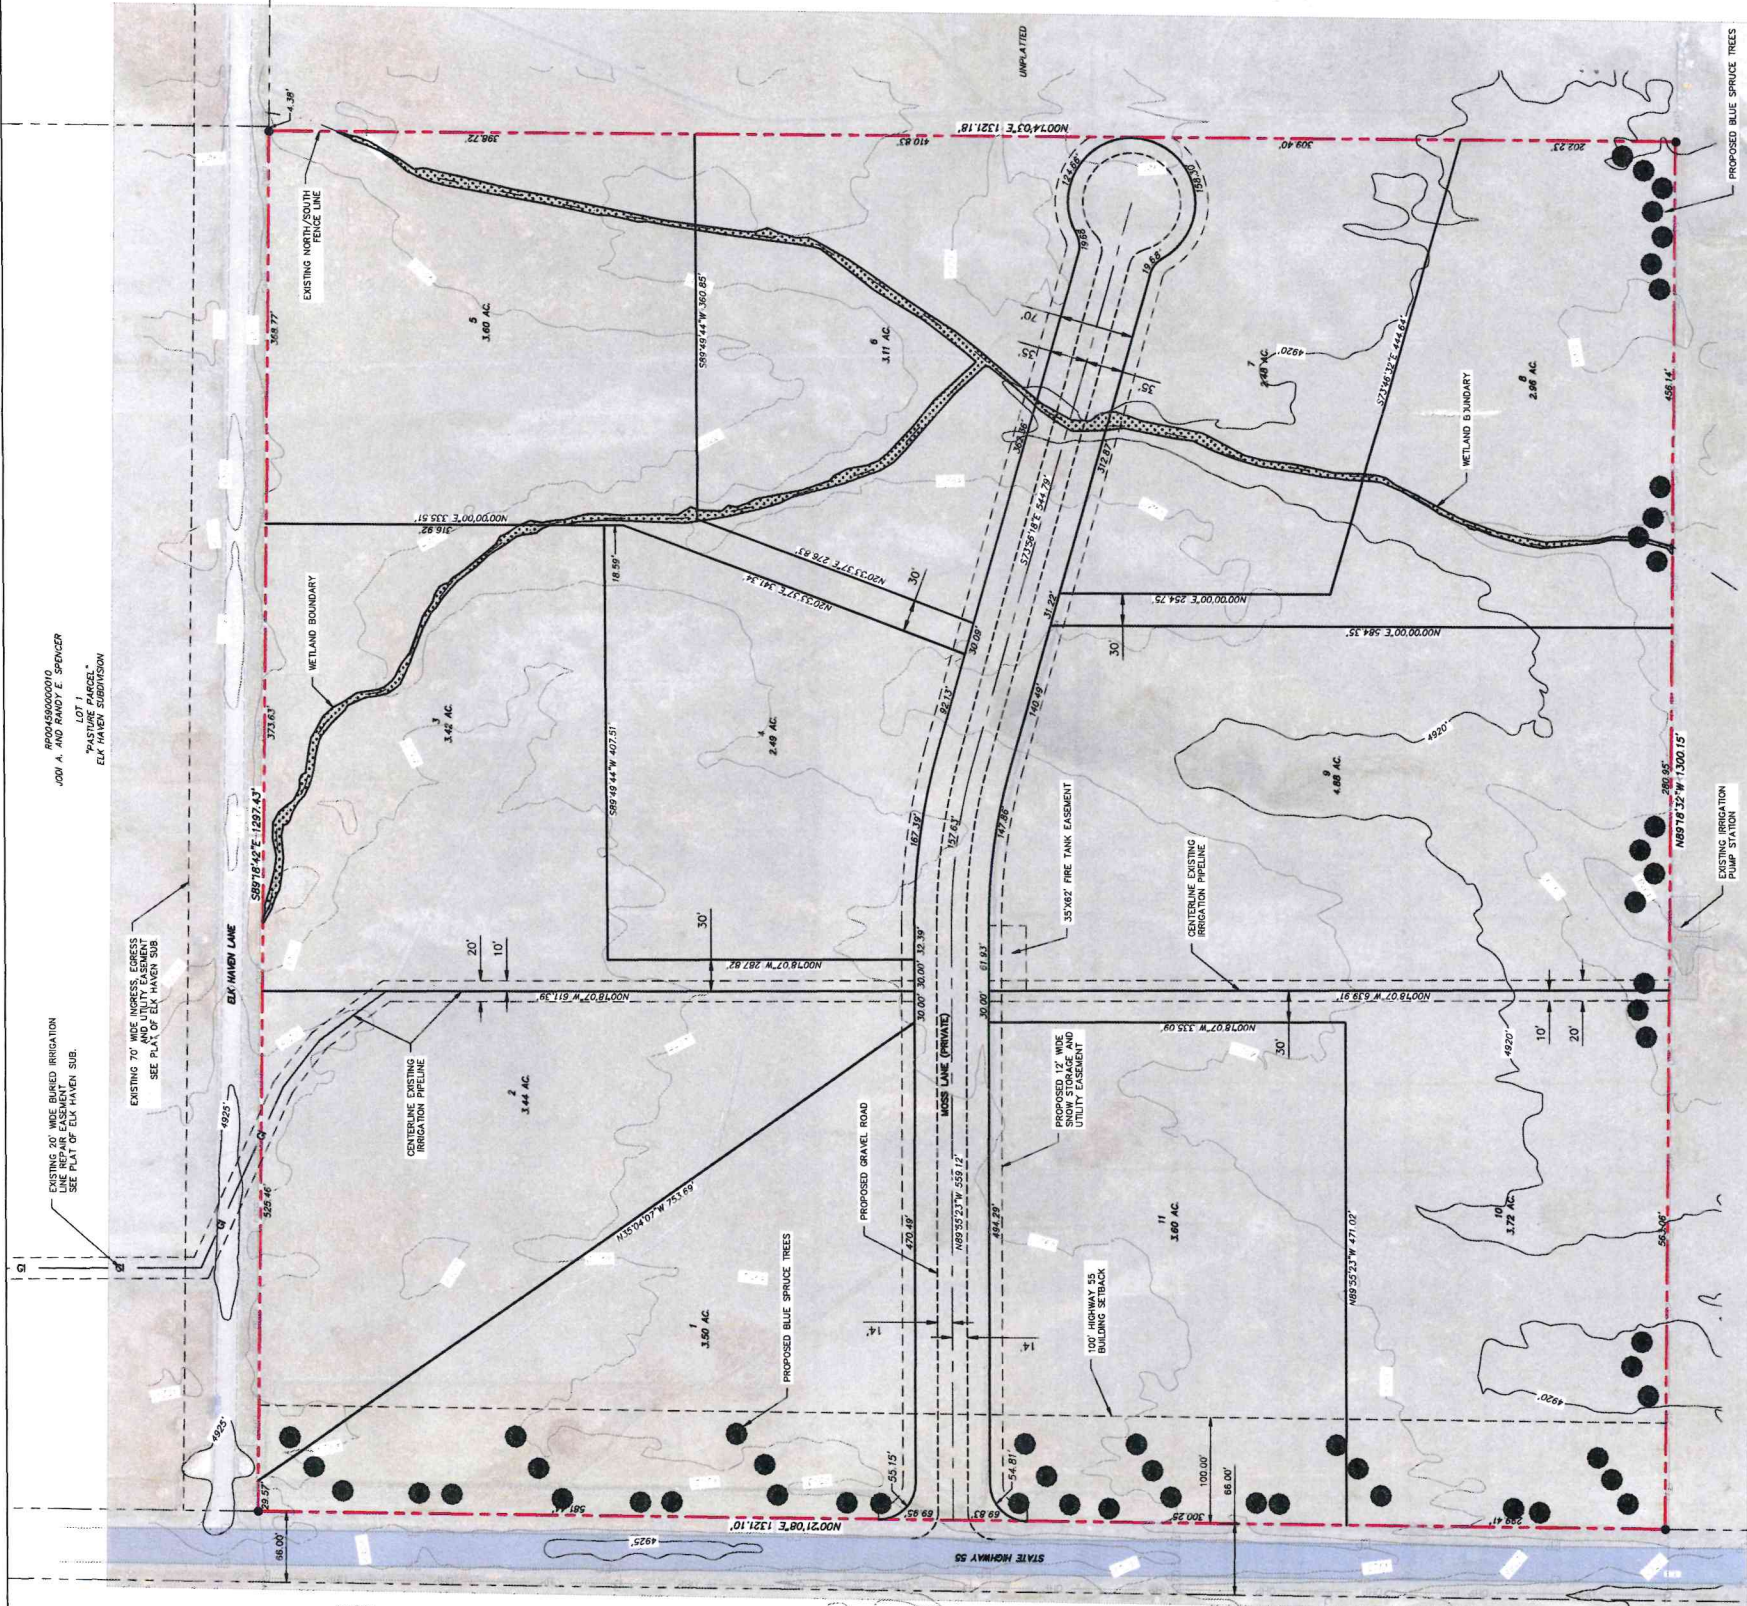 RP004590000010
JODI A. AND RANDY E. SPENCER
LOT 1
"PASTURE PARCEL"
ELK HAVEN SUBDIVISION
EXISTING 20' WIDE BURIED IRRIGATION
LINE REPAIR EASEMENT
SEE PLAT OF ELK HAVEN SUB.
EXISTING 70' WIDE INGRESS, EGRESS
AND UTILITY EASEMENT
SEE PLAT OF ELK HAVEN SUB.
ELK HAVEN LANE
4925'
4925'
S89°18'42"E 1297.43'
29.57'
525.46'
373.63'
368.77'
4.38'
66.00'
EXISTING NORTH/SOUTH
FENCE LINE
WETLAND BOUNDARY
CENTERLINE EXISTING
IRRIGATION PIPELINE
20'
10'
30'
N00°18'07"W 611.39'
N00°18'07"W 287.82'
N00°00'00"E 335.51'
316.92'
18.59'
S89°49'44"W 407.51'
S89°49'44"W 360.85'
N20°33'37"E 341.34'
N20°33'37"E 276.83'
30'
N35°04'07"W 753.69'
1
3.50 AC.
2
3.44 AC.
3
3.42 AC.
4
2.49 AC.
5
3.60 AC.
6
3.11 AC.
398.72'
410.83'
N00°14'03"E 1321.18'
309.40'
202.23'
UNPLATTED
124.66'
158.30'
19.68'
19.68'
70'
35'
35'
362.36'
S73°56'18"E 544.79'
312.87'
30.09'
31.22'
92.13'
140.49'
167.39'
157.63'
147.86'
32.39'
30.00'
30.00'
61.93'
30.00'
MOSS LANE (PRIVATE)
470.49'
N89°55'23"W 559.12'
494.29'
PROPOSED GRAVEL ROAD
PROPOSED BLUE SPRUCE TREES
14'
14'
55.15'
54.81'
69.95'
69.83'
581.41'
N00°21'08"E 1321.10'
4925'
STATE HIGHWAY 55
300.25'
299.41'
100.00'
66.00'
100' HIGHWAY 55
BUILDING SETBACK
PROPOSED 12' WIDE
SNOW STORAGE AND
UTILITY EASEMENT
35'X62' FIRE TANK EASEMENT
CENTERLINE EXISTING
IRRIGATION PIPELINE
N00°18'07"W 335.09'
N00°18'07"W 639.91'
30'
10'
20'
N89°55'23"W 471.02'
N00°00'00"E 254.75'
N00°00'00"E 584.35'
30'
S73°46'32"E 444.64'
7
2.48 AC.
8
2.96 AC.
9
4.88 AC.
10
3.72 AC.
11
3.60 AC.
4920'
4920'
4920'
4920'
WETLAND BOUNDARY
563.06'
280.95'
456.14'
N89°18'32"W 1300.15'
EXISTING IRRIGATION
PUMP STATION
PROPOSED BLUE SPRUCE TREES